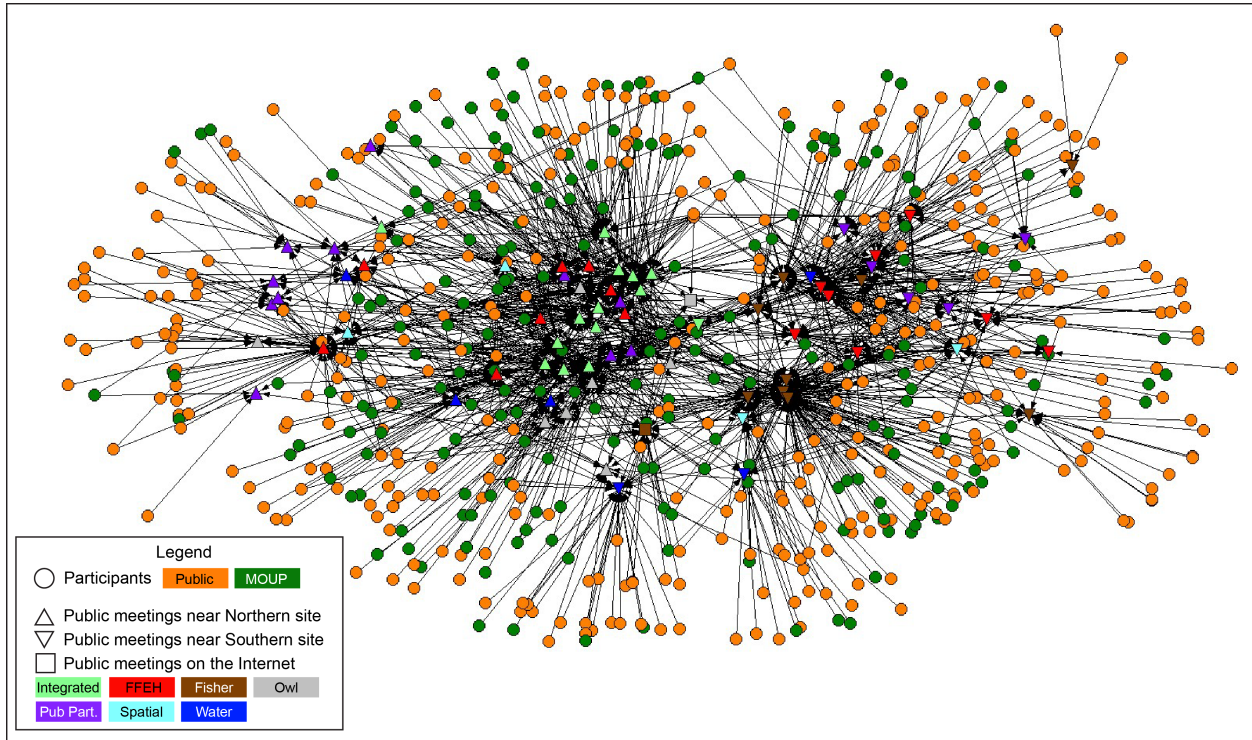 Legend
Participants Public MOUP
Public meetings near Northern site
Public meetings near Southern site
Public meetings on the Internet
Integrated FFEH Fisher Owl
Pub Part. Spatial Water